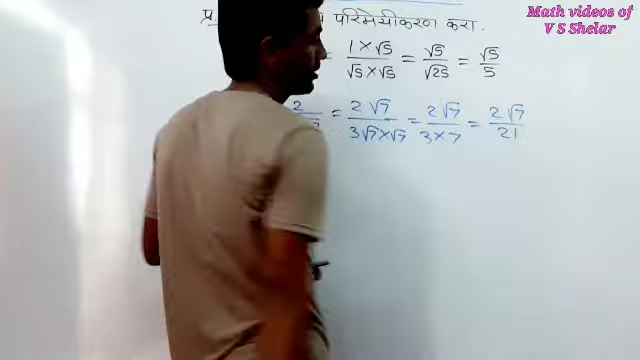 Math videos of
V S Shelar
प्र. परिमेयीकरण करा.
= 1 × √5 / √5 × √5 = √5 / √25 = √5 / 5
2 / = 2√7 / 3√7 × √7 = 2√7 / 3 × 7 = 2√7 / 21